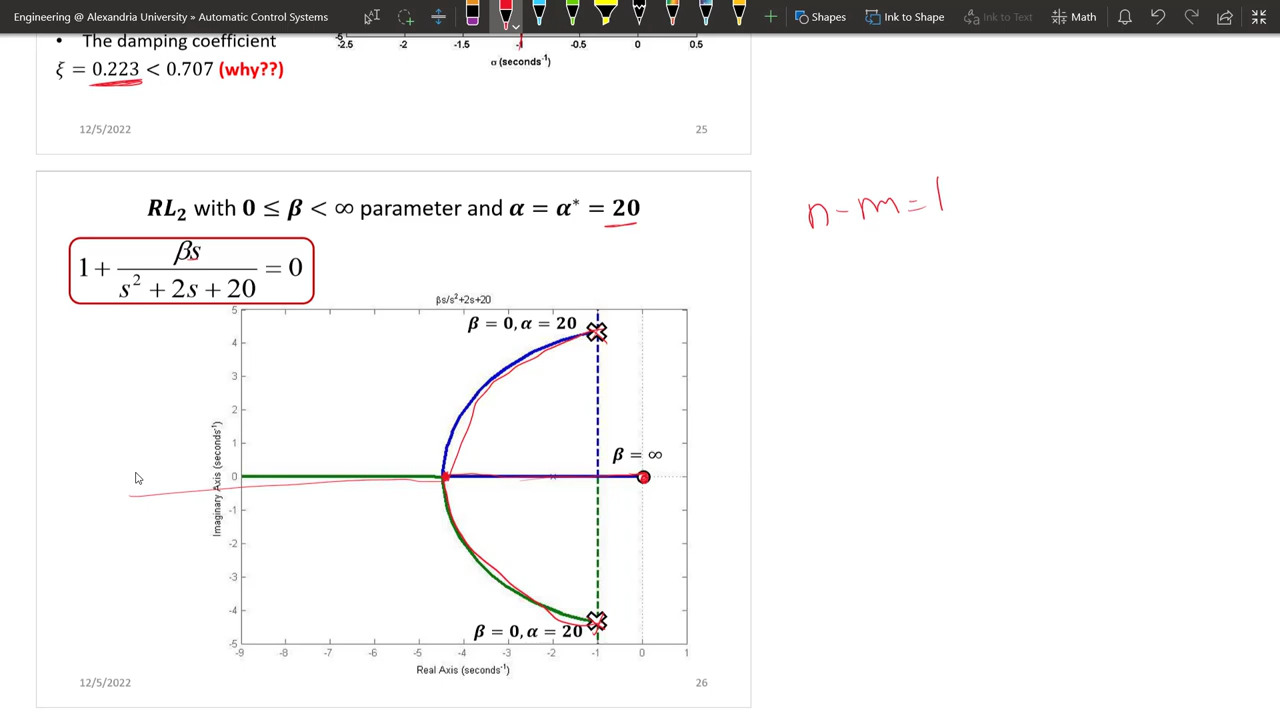 Engineering @ Alexandria University » Automatic Control Systems
Shapes
Ink to Shape
Ink to Text
Math
• The damping coefficient
ξ = 0.223 < 0.707 (why??)
-5
-2.5 -2 -1.5 -1 -0.5 0 0.5
α (seconds⁻¹)
12/5/2022 25
RL₂ with 0 ≤ β < ∞ parameter and α = α* = 20
n - m = 1
1 + βs / (s² + 2s + 20) = 0
βs/s²+2s+20
β = 0, α = 20
β = ∞
β = 0, α = 20
5
4
3
2
1
0
-1
-2
-3
-4
-5
Imaginary Axis (seconds⁻¹)
-9 -8 -7 -6 -5 -4 -3 -2 -1 0 1
Real Axis (seconds⁻¹)
12/5/2022 26